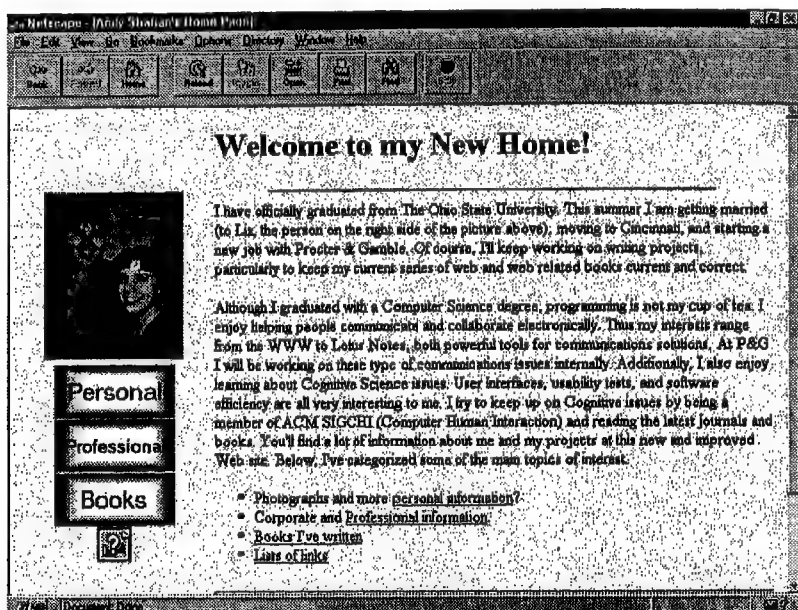 Netscape - [Andy Shafran's Home Page]
File Edit View Go Bookmarks Options Directory Window Help
Back Home Reload Open Print Find
Welcome to my New Home!
I have officially graduated from The Ohio State University. This summer I am getting married
(to Liz, the person on the right side of the picture above), moving to Cincinnati, and starting a
new job with Procter & Gamble. Of course, I'll keep working on writing projects,
particularly to keep my current series of web and web related books current and correct.
Although I graduated with a Computer Science degree, programming is not my cup of tea. I
enjoy helping people communicate and collaborate electronically. Thus my interests range
from the WWW to Lotus Notes, both powerful tools for communications solutions. At P&G
I will be working on these type of communications issues internally. Additionally, I also enjoy
learning about Cognitive Science issues. User interfaces, usability tests, and software
efficiency are all very interesting to me. I try to keep up on Cognitive issues by being a
member of ACM SIGCHI (Computer Human Interaction) and reading the latest journals and
books. You'll find a lot of information about me and my projects at this new and improved
Web site. Below, I've categorized some of the main topics of interest.
Personal
Professional
Books
Photographs and more personal information?
Corporate and Professional information.
Books I've written
Lists of links